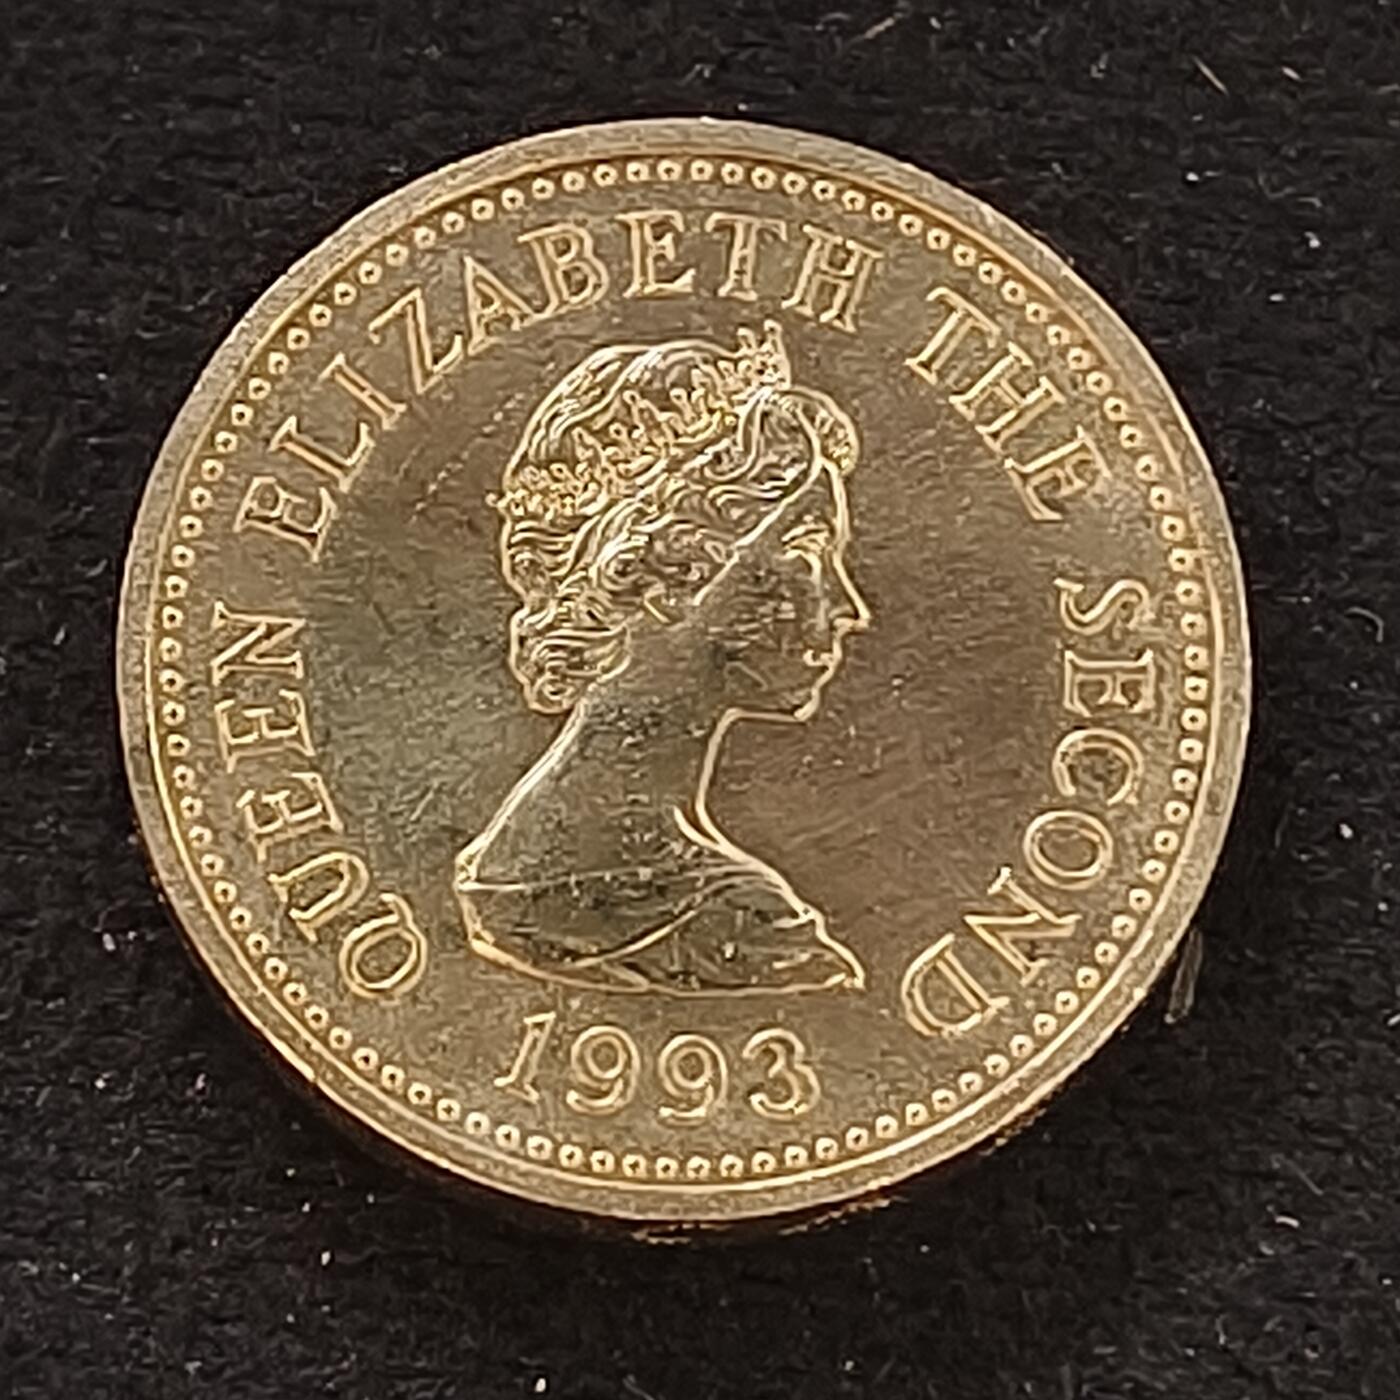 QUEEN ELIZABETH THE SECOND
1993